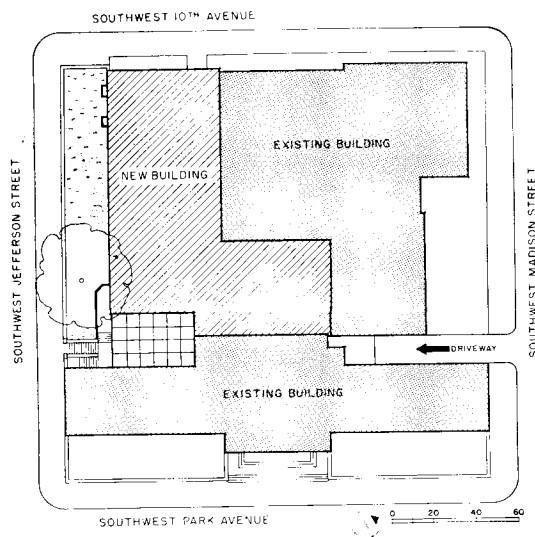 SOUTHWEST 10TH AVENUE
EXISTING BUILDING
NEW BUILDING
SOUTHWEST JEFFERSON STREET
SOUTHWEST MADISON STREET
DRIVEWAY
EXISTING BUILDING
SOUTHWEST PARK AVENUE
0 20 40 60